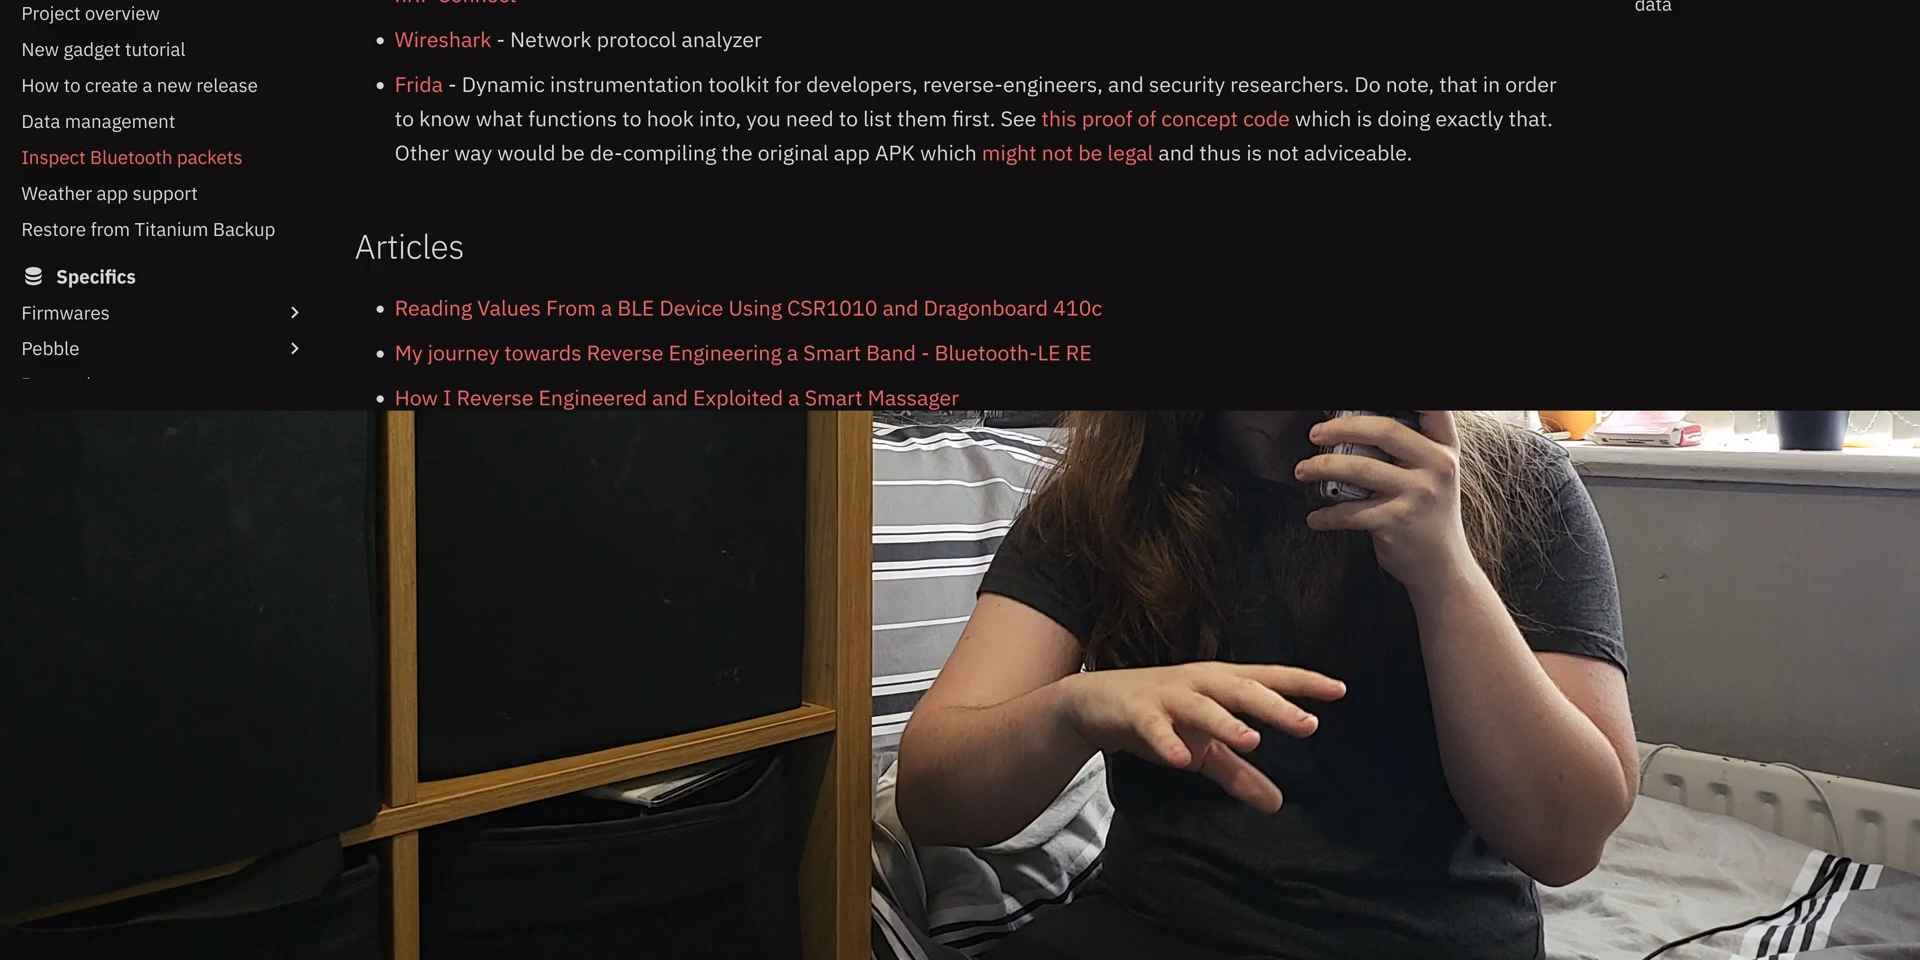 Project overview
New gadget tutorial
How to create a new release
Data management
Inspect Bluetooth packets
Weather app support
Restore from Titanium Backup
Specifics
Firmwares
Pebble
Wireshark - Network protocol analyzer
Frida - Dynamic instrumentation toolkit for developers, reverse-engineers, and security researchers. Do note, that in order
to know what functions to hook into, you need to list them first. See this proof of concept code which is doing exactly that.
Other way would be de-compiling the original app APK which might not be legal and thus is not adviceable.
Articles
Reading Values From a BLE Device Using CSR1010 and Dragonboard 410c
My journey towards Reverse Engineering a Smart Band - Bluetooth-LE RE
How I Reverse Engineered and Exploited a Smart Massager
data